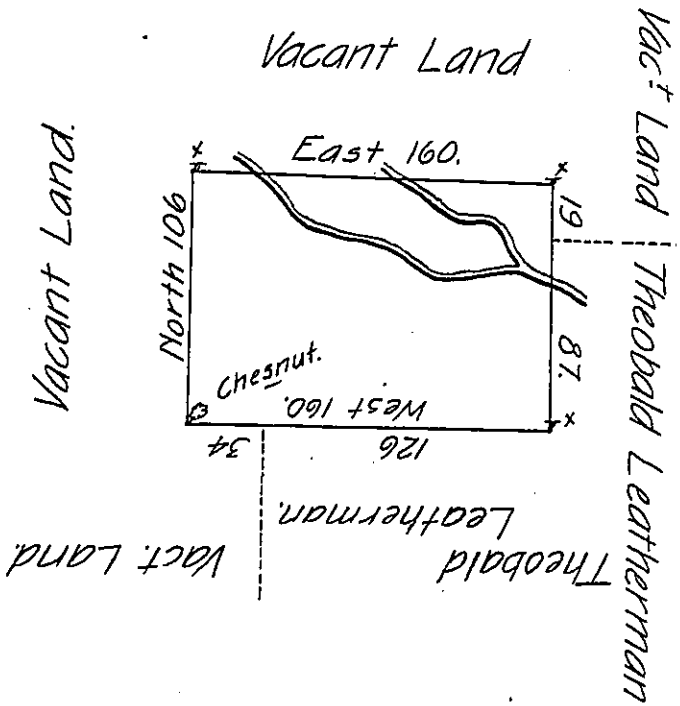 Vacant Land
East 160.
Vac.t Land
19
Theobald Leatherman
87.
Vacant Land.
North 106
Chesnut.
West 160.
126
34
Theobald
Leatherman.
Vact. Land.